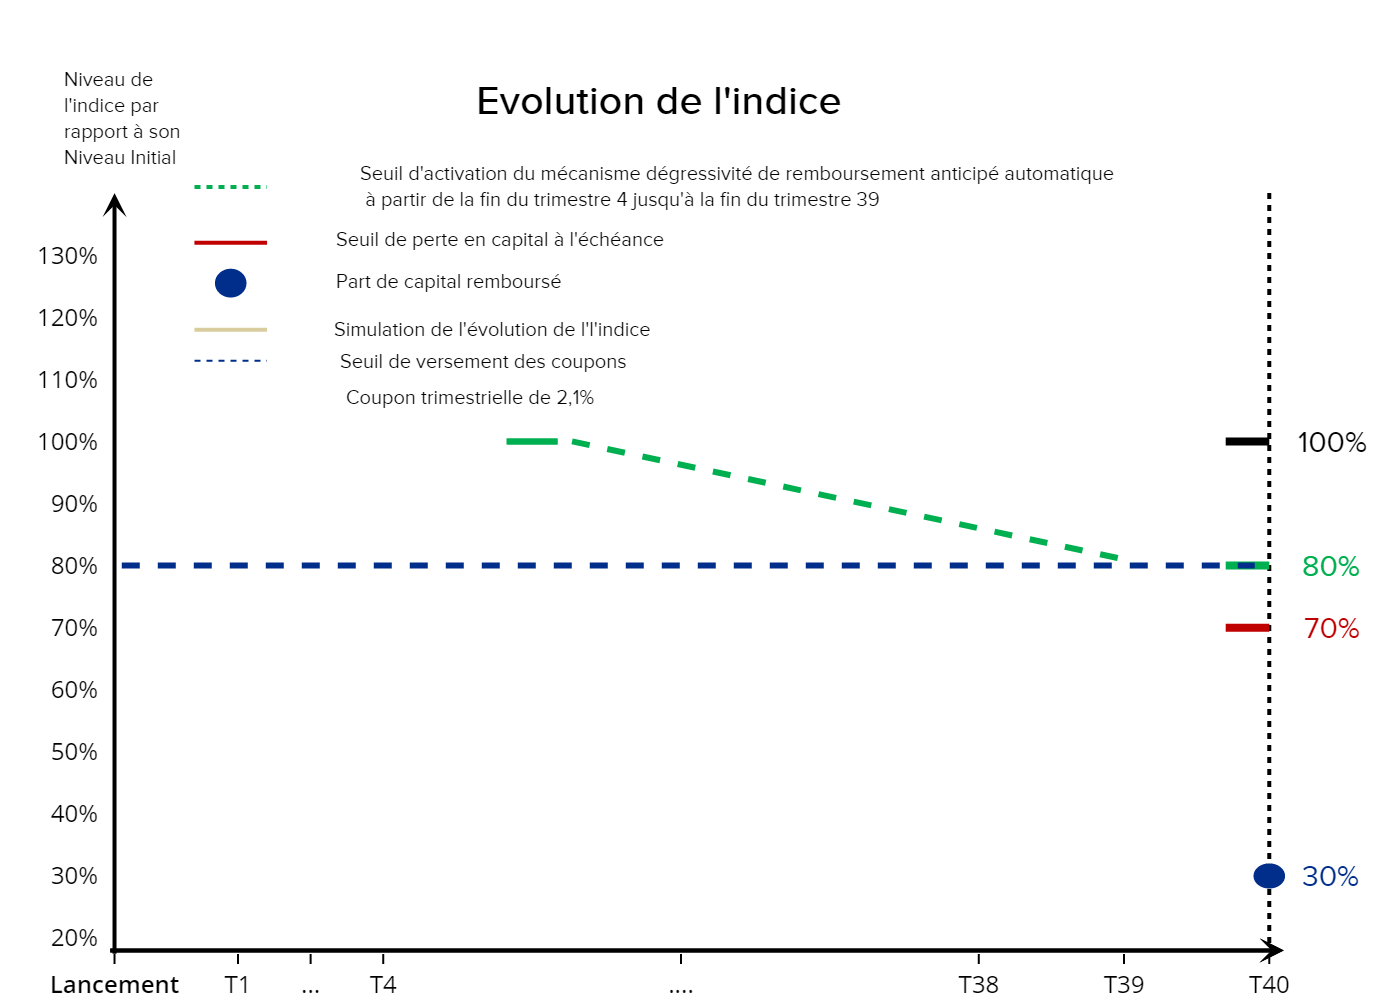 Niveau de
l'indice par
rapport à son
Niveau Initial
Evolution de l'indice
Seuil d'activation du mécanisme dégressivité de remboursement anticipé automatique
à partir de la fin du trimestre 4 jusqu'à la fin du trimestre 39
Seuil de perte en capital à l'échéance
Part de capital remboursé
Simulation de l'évolution de l'l'indice
Seuil de versement des coupons
Coupon trimestrielle de 2,1%
130%
120%
110%
100%
90%
80%
70%
60%
50%
40%
30%
20%
100%
80%
70%
30%
Lancement T1 ... T4 .... T38 T39 T40